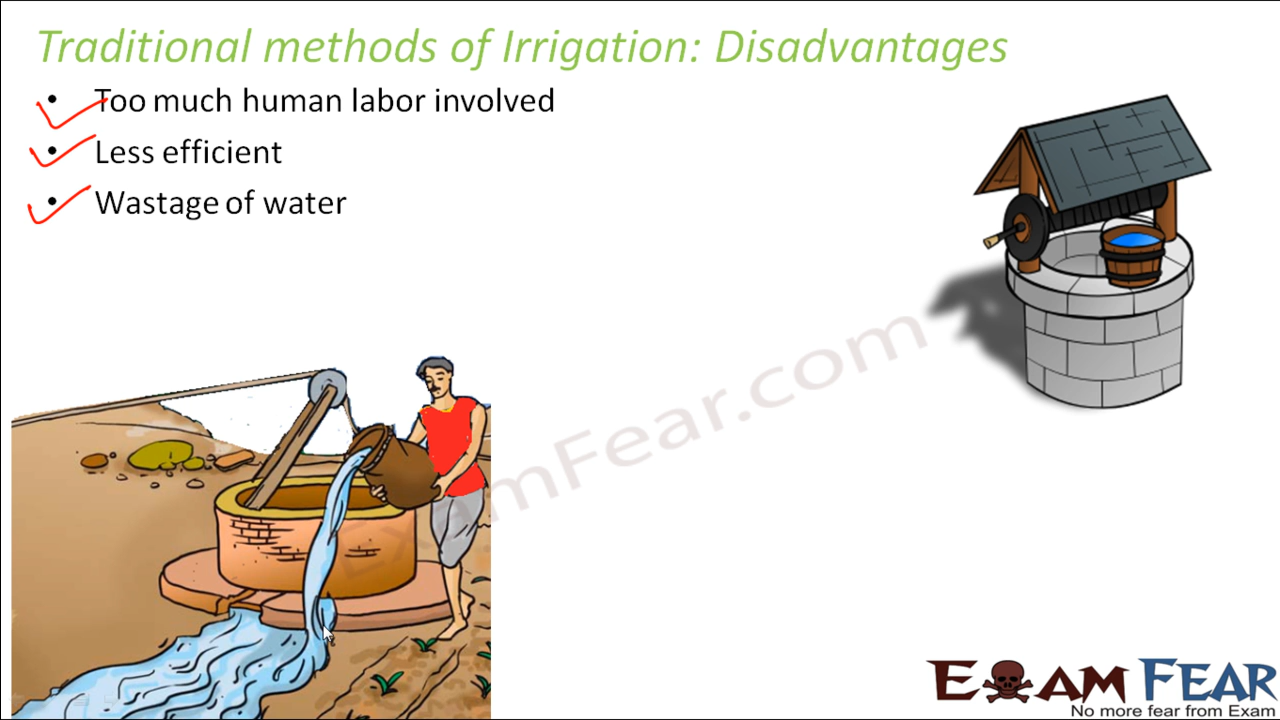 Traditional methods of Irrigation: Disadvantages
• Too much human labor involved
• Less efficient
• Wastage of water
ExamFear.com
EXAM FEAR
No more fear from Exam